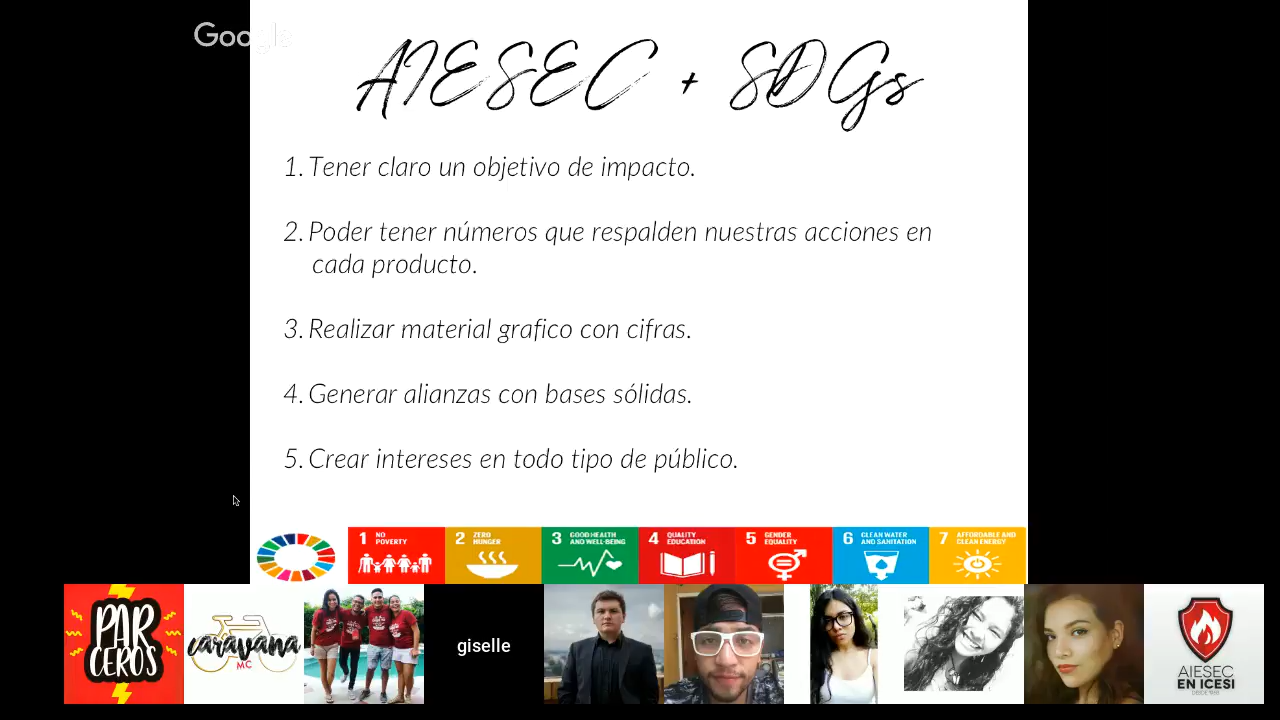 Google
AIESEC + SDGs
1. Tener claro un objetivo de impacto.
2. Poder tener números que respalden nuestras acciones en
cada producto.
3. Realizar material grafico con cifras.
4. Generar alianzas con bases sólidas.
5. Crear intereses en todo tipo de público.
1 NO
POVERTY
2 ZERO
HUNGER
3 GOOD HEALTH
AND WELL-BEING
4 QUALITY
EDUCATION
5 GENDER
EQUALITY
6 CLEAN WATER
AND SANITATION
7 AFFORDABLE AND
CLEAN ENERGY
PAR
CEROS
caravana
MC
giselle
AIESEC
EN ICESI